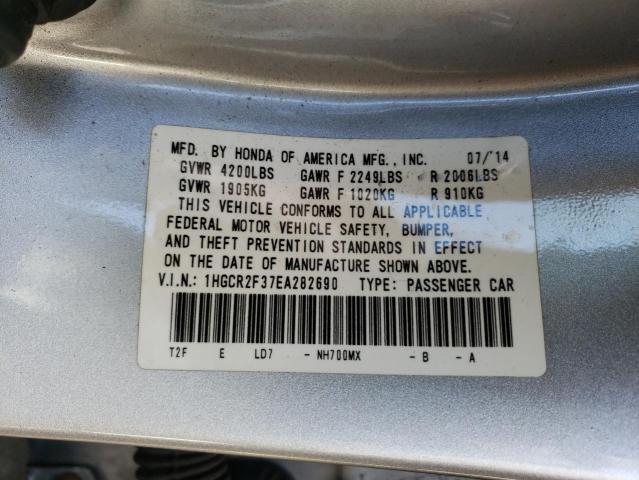 MFD. BY HONDA OF AMERICA MFG., INC. 07/14
GVWR 4200LBS GAWR F 2249LBS R 2006LBS
GVWR 1905KG GAWR F 1020KG R 910KG
THIS VEHICLE CONFORMS TO ALL APPLICABLE
FEDERAL MOTOR VEHICLE SAFETY, BUMPER,
AND THEFT PREVENTION STANDARDS IN EFFECT
ON THE DATE OF MANUFACTURE SHOWN ABOVE.
V.I.N.: 1HGCR2F37EA282690 TYPE: PASSENGER CAR
T2F E LD7 - NH700MX - B - A